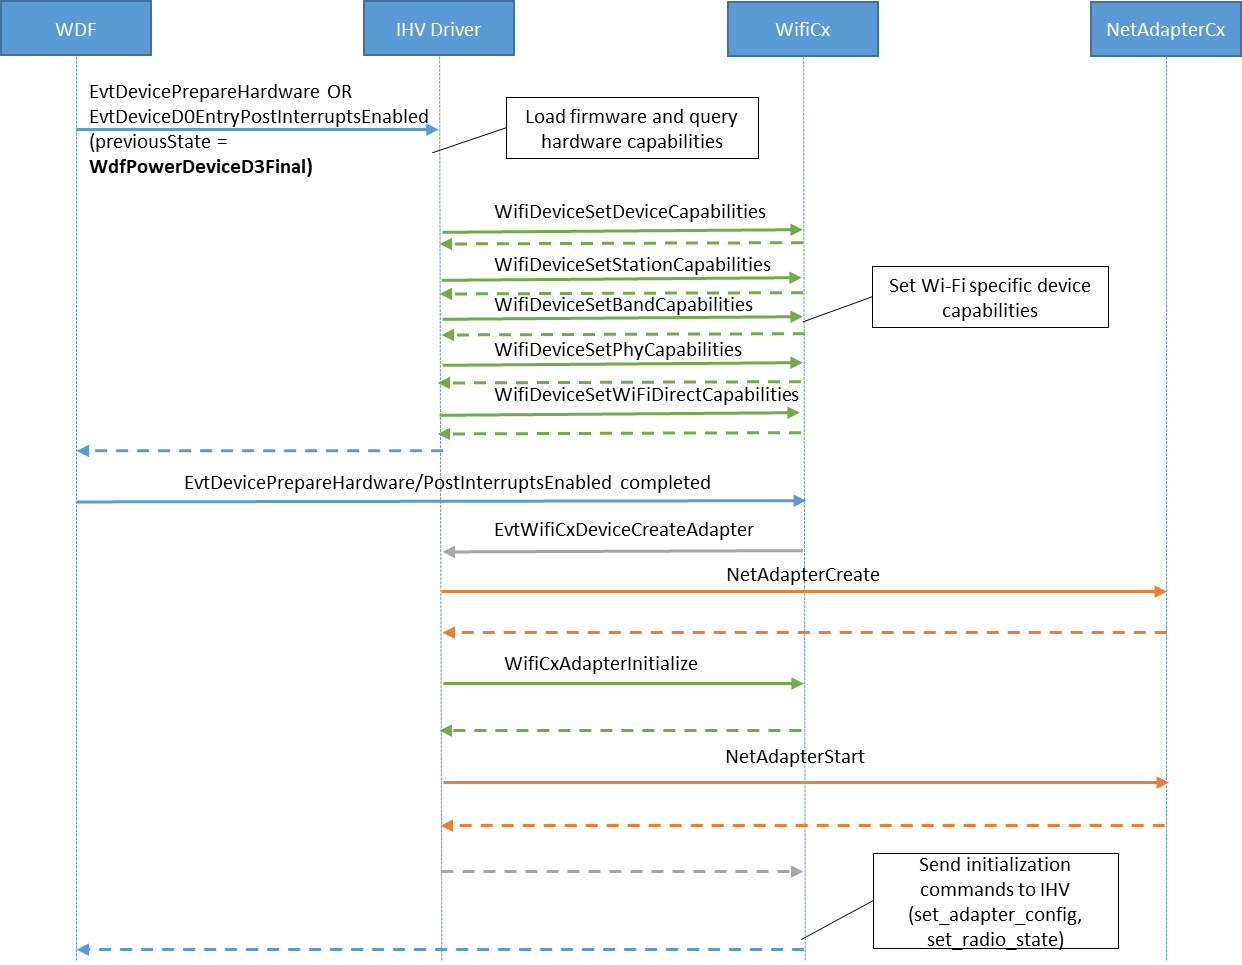 WDF
IHV Driver
WifiCx
NetAdapterCx
EvtDevicePrepareHardware OR
EvtDeviceD0EntryPostInterruptsEnabled
(previousState =
WdfPowerDeviceD3Final)
Load firmware and query
hardware capabilities
WifiDeviceSetDeviceCapabilities
WifiDeviceSetStationCapabilities
WifiDeviceSetBandCapabilities
Set Wi-Fi specific device
capabilities
WifiDeviceSetPhyCapabilities
WifiDeviceSetWiFiDirectCapabilities
EvtDevicePrepareHardware/PostInterruptsEnabled completed
EvtWifiCxDeviceCreateAdapter
NetAdapterCreate
WifiCxAdapterInitialize
NetAdapterStart
Send initialization
commands to IHV
(set_adapter_config,
set_radio_state)